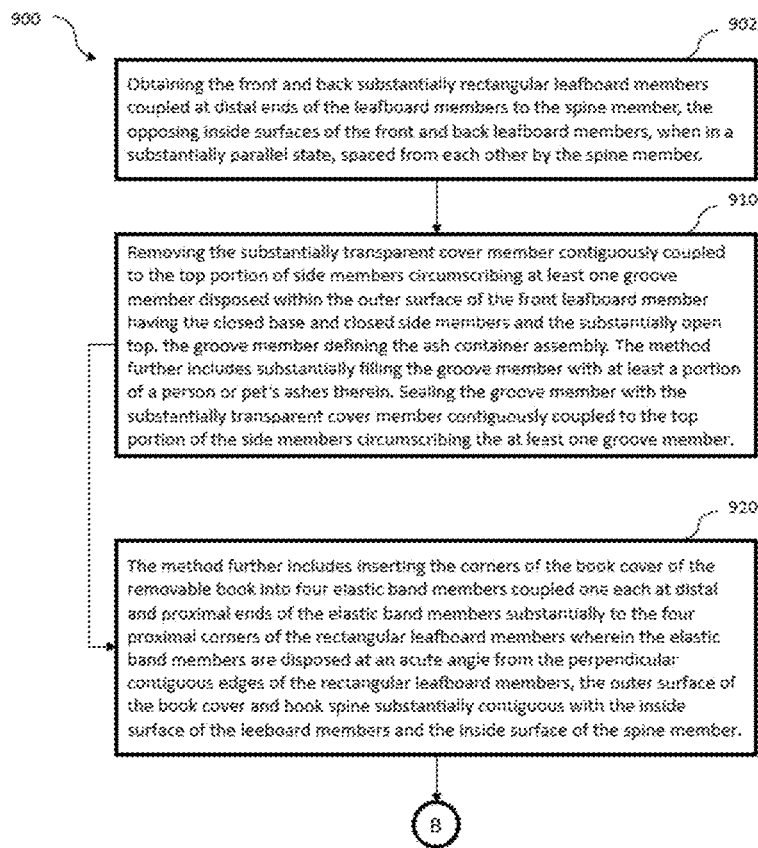 900
902
Obtaining the front and back substantially rectangular leafboard members
coupled at distal ends of the leafboard members to the spine member, the
opposing inside surfaces of the front and back leafboard members, when in a
substantially parallel state, spaced from each other by the spine member.
910
Removing the substantially transparent cover member contiguously coupled
to the top portion of side members circumscribing at least one groove
member disposed within the outer surface of the front leafboard member
having the closed base and closed side members and the substantially open
top, the groove member defining the ash container assembly. The method
further includes substantially filling the groove member with at least a portion
of a person or pet's ashes therein. Sealing the groove member with the
substantially transparent cover member contiguously coupled to the top
portion of the side members circumscribing the at least one groove member.
920
The method further includes inserting the corners of the book cover of the
removable book into four elastic band members coupled one each at distal
and proximal ends of the elastic band members substantially to the four
proximal corners of the rectangular leafboard members wherein the elastic
band members are disposed at an acute angle from the perpendicular
contiguous edges of the rectangular leafboard members, the outer surface of
the book cover and book spine substantially contiguous with the inside
surface of the leeboard members and the inside surface of the spine member.
B